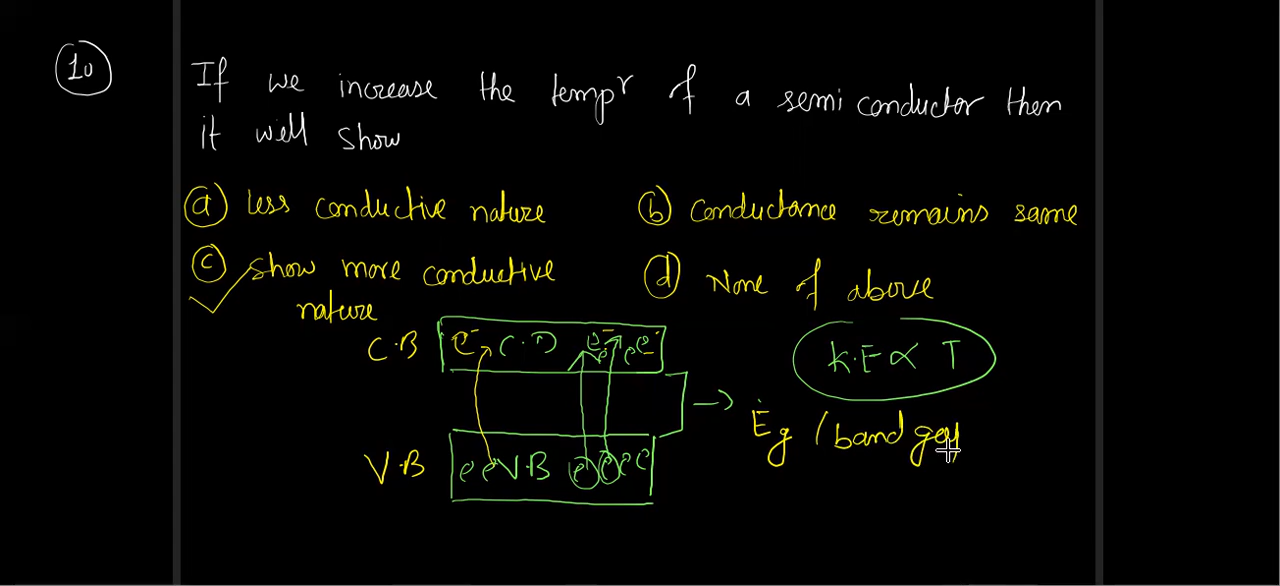 10
If we increase the tempr of a semi conductor then
it well show
a less conductive nature
b conductance remains same
c show more conductive
nature
d None of above
C.B e- e- e e-
K.E ∝ T
Eg / band gap
V.B e e V.B e e e e